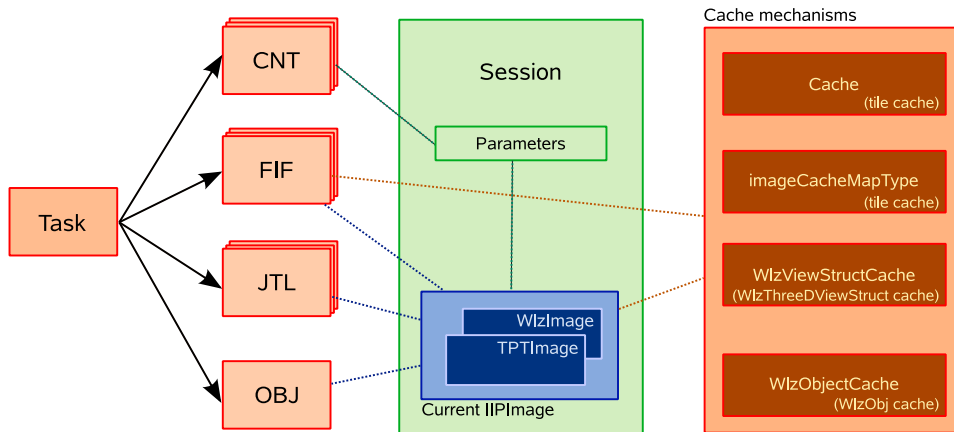 Task
CNT
FIF
JTL
OBJ
Session
Parameters
WlzImage
TPTImage
Current IIPImage
Cache mechanisms
Cache
(tile cache)
imageCacheMapType
(tile cache)
WlzViewStructCache
(WlzThreeDViewStruct cache)
WlzObjectCache
(WlzObj cache)